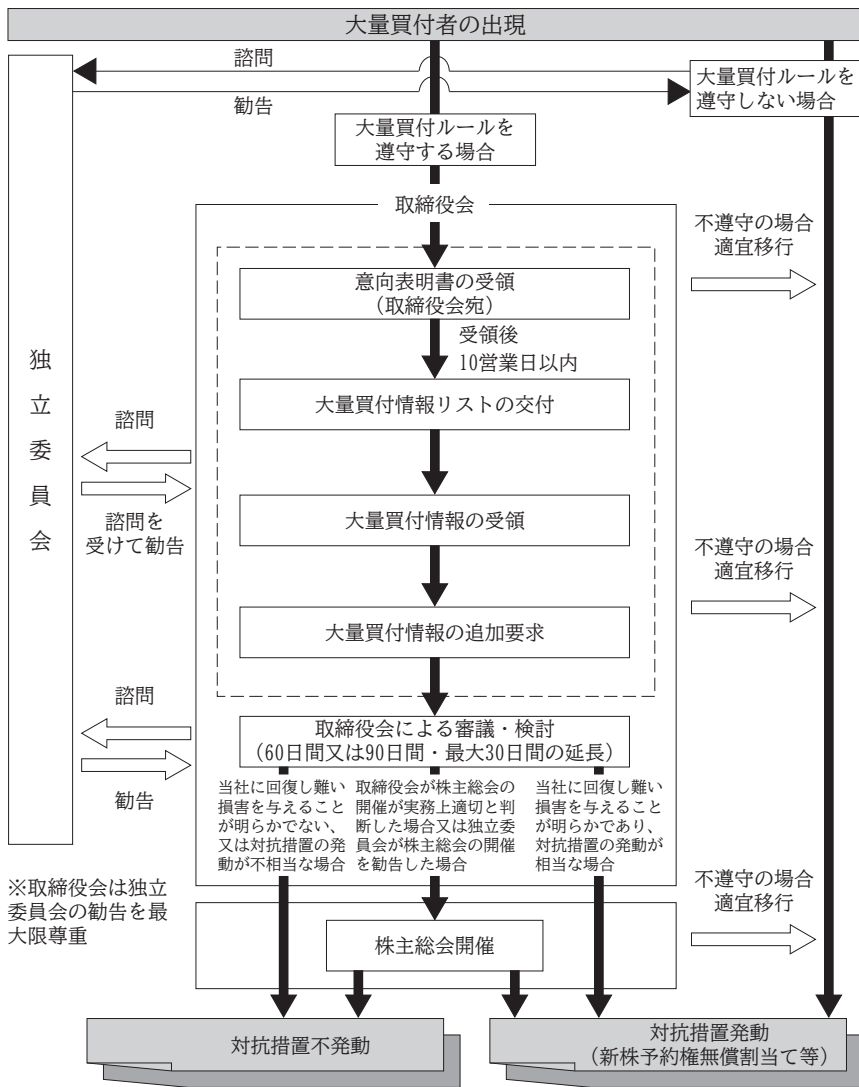 大量買付者の出現
諮問
勧告
大量買付ルールを
遵守しない場合
大量買付ルールを
遵守する場合
取締役会
意向表明書の受領
（取締役会宛）
受領後
10営業日以内
大量買付情報リストの交付
大量買付情報の受領
大量買付情報の追加要求
取締役会による審議・検討
（60日間又は90日間・最大30日間の延長）
独立委員会
諮問
諮問を
受けて勧告
諮問
勧告
不遵守の場合
適宜移行
不遵守の場合
適宜移行
当社に回復し難い
損害を与えること
が明らかでない、
又は対抗措置の発
動が不相当な場合
取締役会が株主総会の
開催が実務上適切と判
断した場合又は独立委
員会が株主総会の開催
を勧告した場合
当社に回復し難い
損害を与えること
が明らかであり、
対抗措置の発動が
相当な場合
※取締役会は独立
委員会の勧告を最
大限尊重
不遵守の場合
適宜移行
株主総会開催
対抗措置不発動
対抗措置発動
（新株予約権無償割当て等）